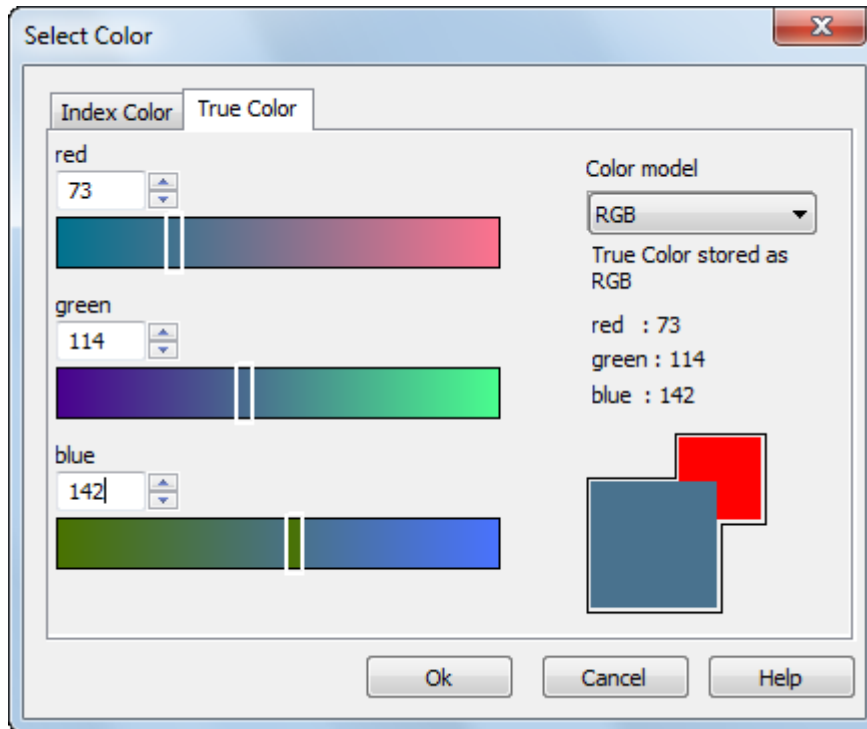 Select Color
Index Color
True Color
red
73
green
114
blue
142
Color model
RGB
True Color stored as
RGB
red : 73
green : 114
blue : 142
Ok
Cancel
Help